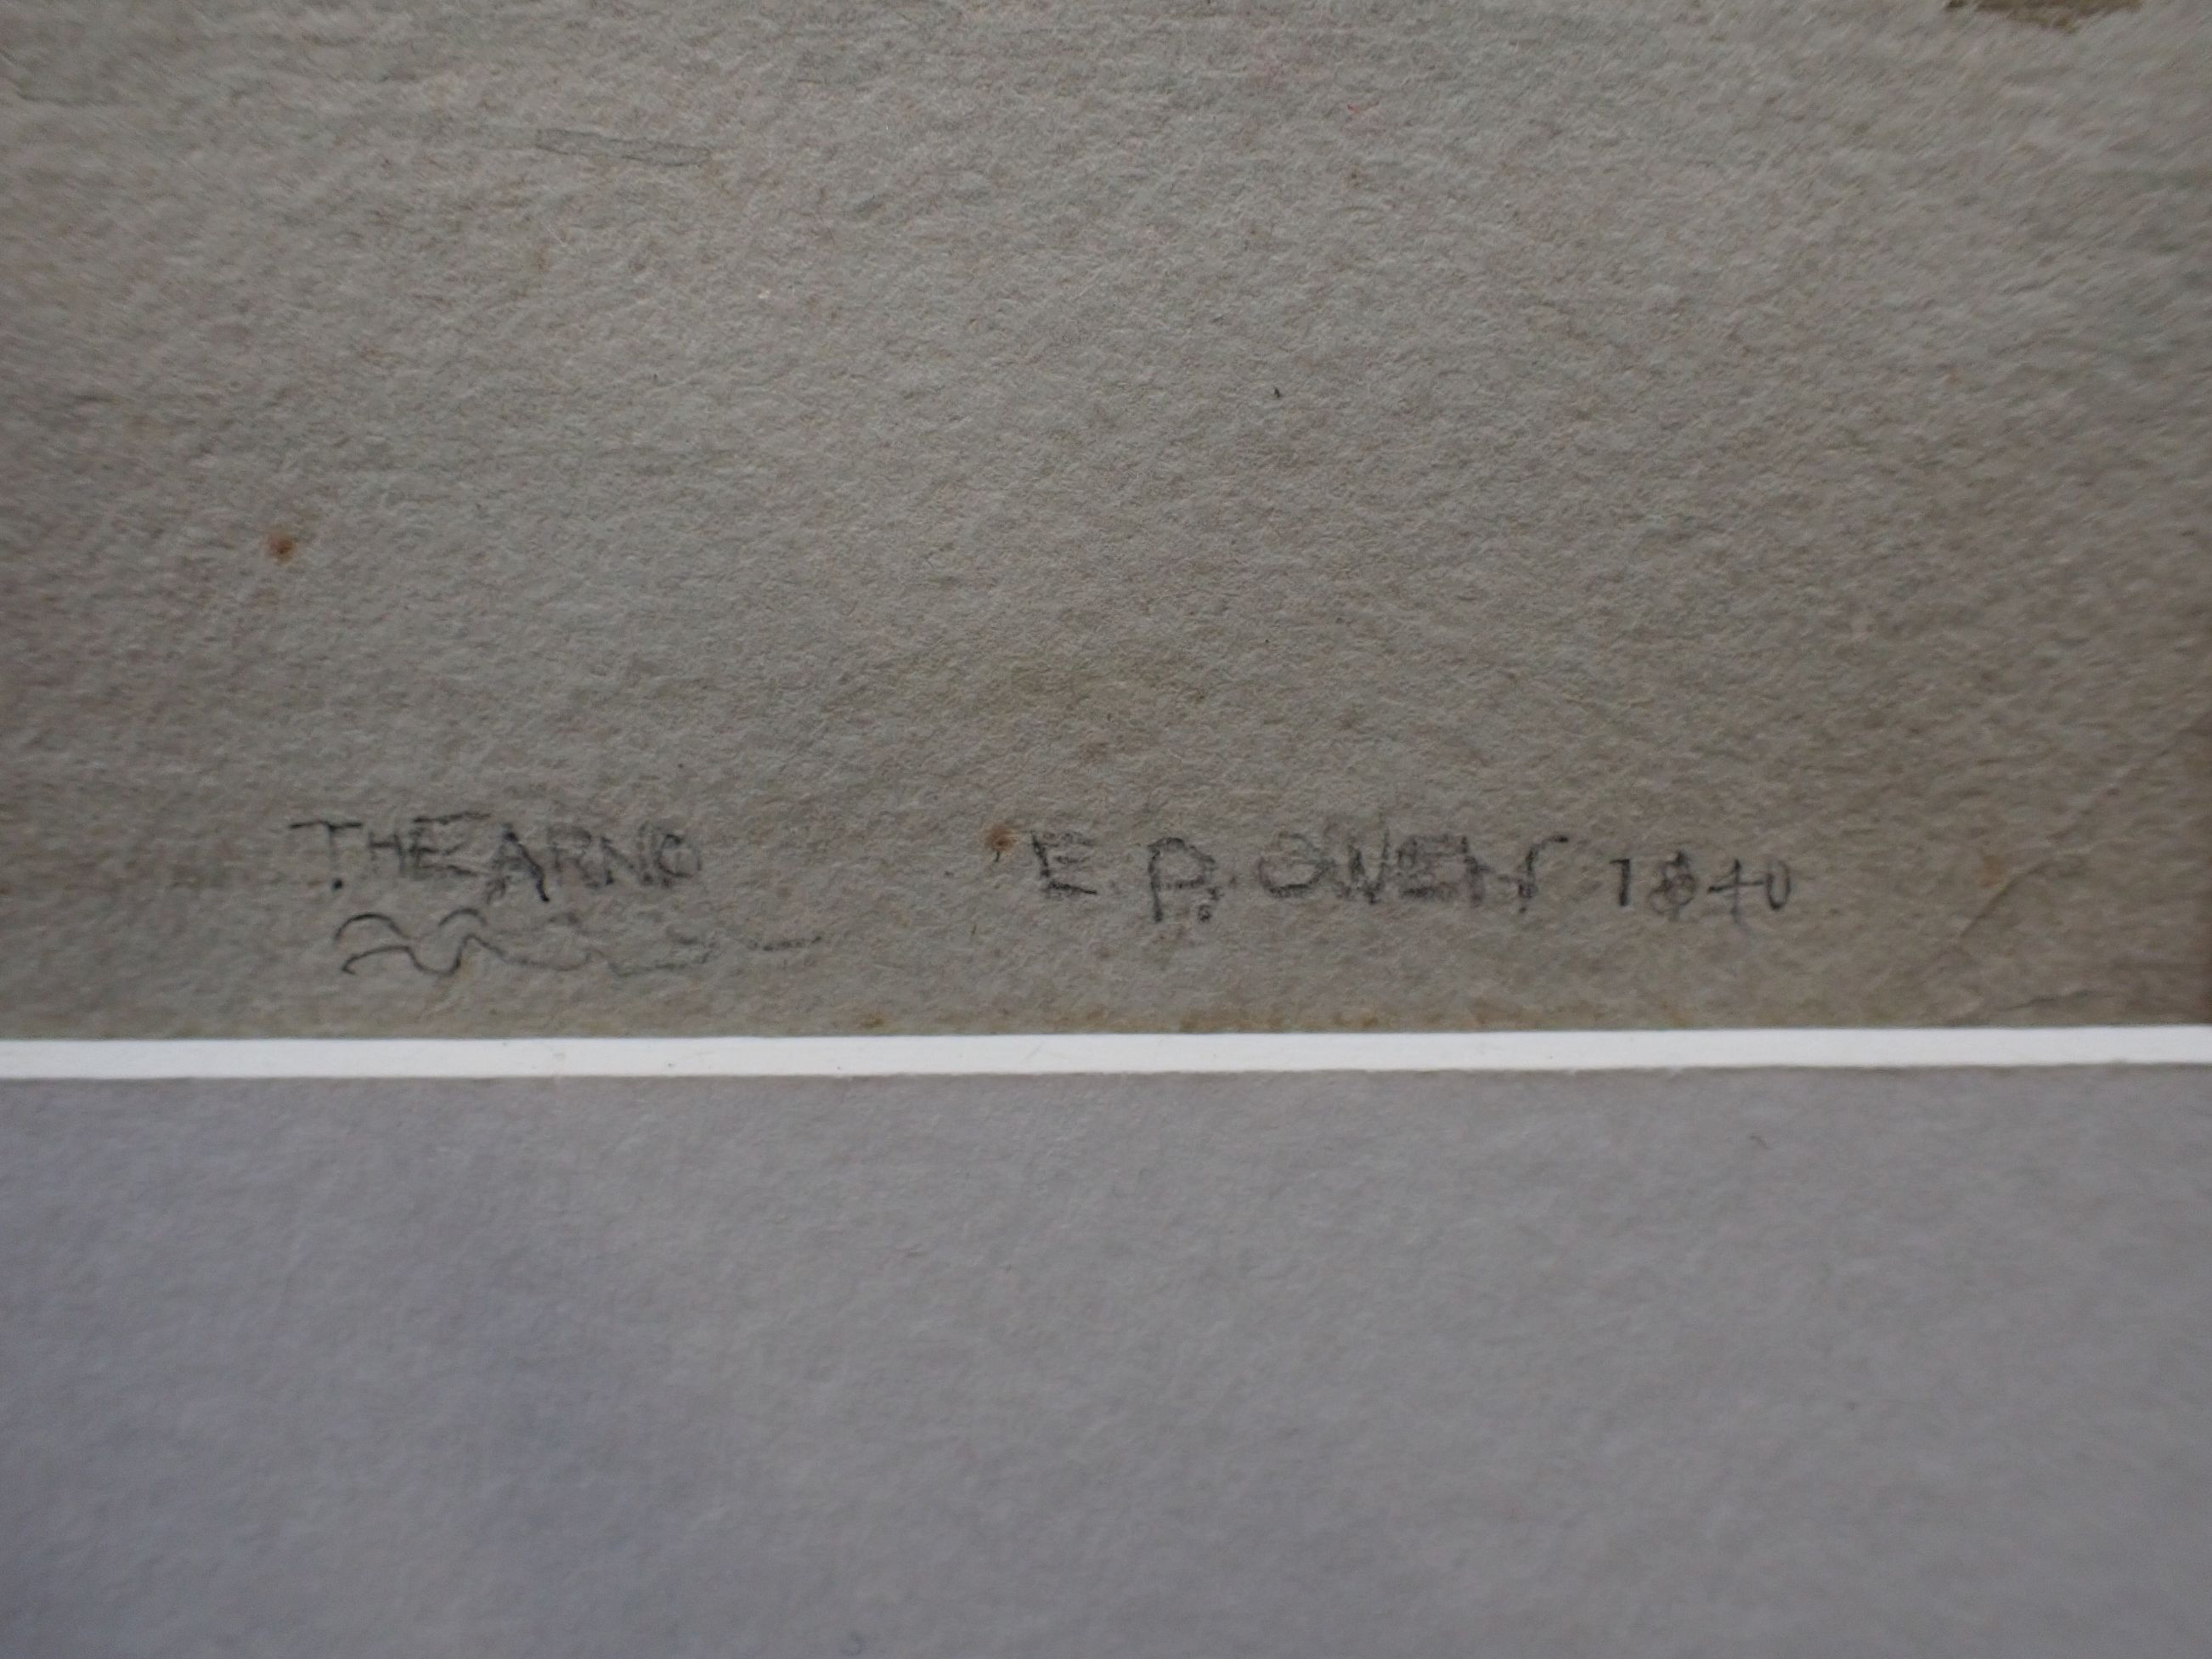 THE ARNO E. P. OWEN 1840